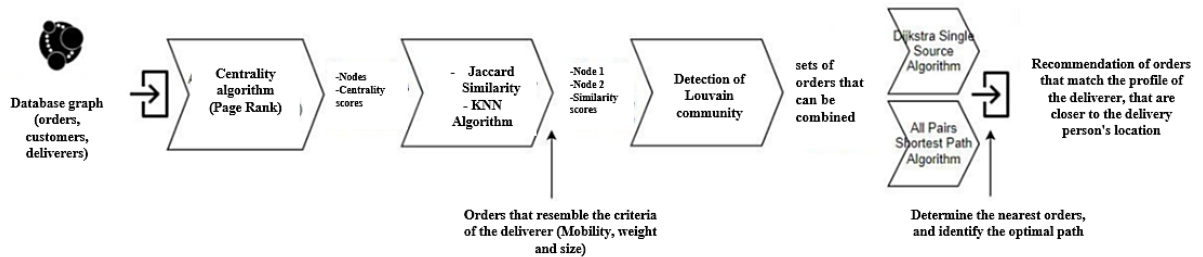 Database graph
(orders,
customers,
deliverers)
Centrality
algorithm
(Page Rank)
-Nodes
-Centrality
scores
- Jaccard
Similarity
- KNN
Algorithm
-Node 1
-Node 2
-Similarity
scores
Orders that resemble the criteria
of the deliverer (Mobility, weight
and size)
Detection of
Louvain
community
sets of
orders that
can be
combined
Dijkstra Single
Source
Algorithm
All Pairs
Shortest Path
Algorithm
Determine the nearest orders,
and identify the optimal path
Recommendation of orders
that match the profile of
the deliverer, that are
closer to the delivery
person's location